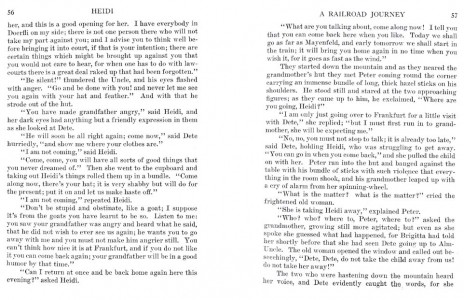 56 HEIDI
her, and this is a good opening for her. I have everybody in
Doerfli on my side; there is not one person there who will not
take my part against you; and I advise you to think well be-
fore bringing it into court, if that is your intention; there are
certain things which might be brought up against you that
you would not care to hear, for when one has to do with law-
courts there is a great deal raked up that had been forgotten."
"Be silent!" thundered the Uncle, and his eyes flashed
with anger. "Go and be done with you! and never let me see
you again with your hat and feather." And with that he
strode out of the hut.
"You have made grandfather angry," said Heidi, and
her dark eyes had anything but a friendly expression in them
as she looked at Dete.
"He will soon be all right again; come now," said Dete
hurriedly, "and show me where your clothes are."
"I am not coming," said Heidi.
"Come, come, you will have all sorts of good things that
you never dreamed of." Then she went to the cupboard and
taking out Heidi's things rolled them up in a bundle. "Come
along now, there's your hat; it is very shabby but will do for
the present; put it on and let us make haste off."
"I am not coming," repeated Heidi.
"Don't be stupid and obstinate, like a goat; I suppose
it's from the goats you have learnt to be so. Listen to me:
you saw your grandfather was angry and heard what he said,
that he did not wish to ever see us again; he wants you to go
away with me and you must not make him angrier still. You
can't think how nice it is at Frankfurt, and if you do not like
it you can come back again; your grandfather will be in a good
humor by that time."
"Can I return at once and be back home again here this
evening?" asked Heidi.
A RAILROAD JOURNEY 57
"What are you talking about, come along now! I tell you
that you can come back here when you like. Today we shall
go as far as Mayenfeld, and early tomorrow we shall start in
the train; it will bring you home again in no time when you
wish it, for it goes as fast as the wind."
They started down the mountain and as they neared the
grandmother's hut they met Peter coming round the corner
carrying an immense bundle of long, thick hazel sticks on his
shoulders. He stood still and stared at the two approaching
figures; as they came up to him, he exclaimed, "Where are
you going, Heidi?"
"I am only just going over to Frankfurt for a little visit
with Dete," she replied; "but I must first run in to grand-
mother, she will be expecting me."
"No, no, you must not stop to talk; it is already too late,"
said Dete, holding Heidi, who was struggling to get away.
"You can go in when you come back," and she pulled the child
on with her. Peter ran into the hut and banged against the
table with his bundle of sticks with such violence that every-
thing in the room shook, and his grandmother leaped up with
a cry of alarm from her spinning-wheel.
"What is the matter? what is the matter?" cried the
frightened old woman.
"She is taking Heidi away," explained Peter.
"Who? who? where to, Peter, where to?" asked the
grandmother, growing still more agitated; but even as she
spoke she guessed what had happened, for Brigitta had told
her shortly before that she had seen Dete going up to Alm-
Uncle. The old woman opened the window and called out be-
seechingly, "Dete, Dete, do not take the child away from us!
do not take her away!"
The two who were hastening down the mountain heard
her voice, and Dete evidently caught the words, for she